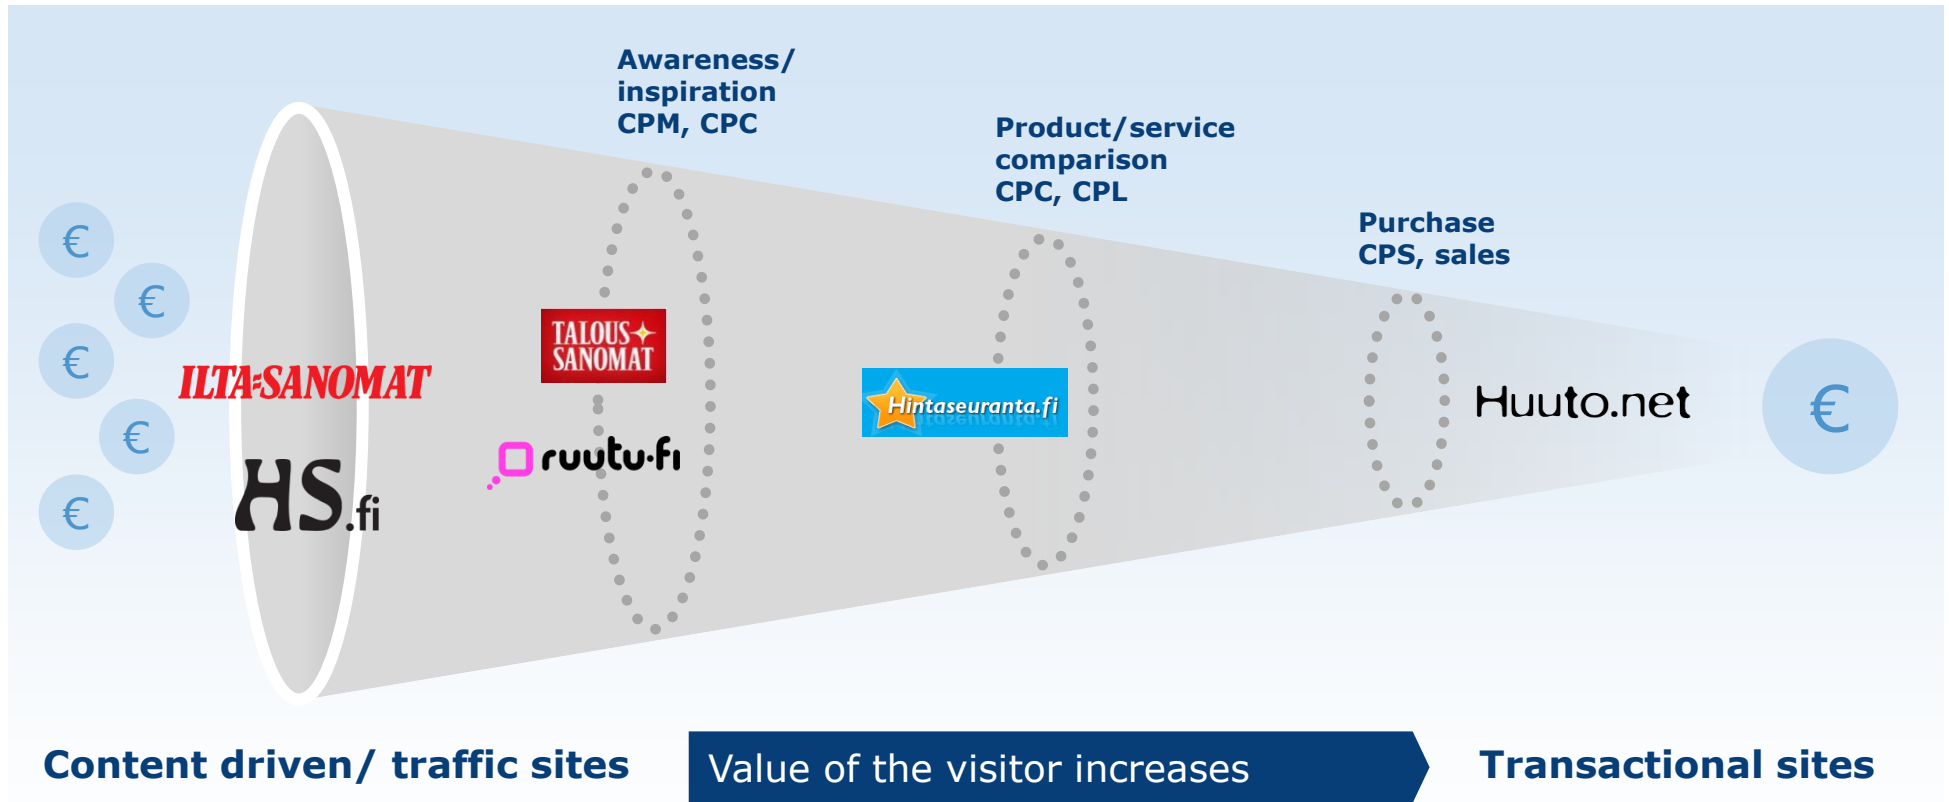 Awareness/
inspiration
CPM, CPC
Product/service
comparison
CPC, CPL
Purchase
CPS, sales
€
€
€
€
€
ILTA=SANOMAT
HS.fi
TALOUS
SANOMAT
ruutu.fi
Hintaseuranta.fi
Huuto.net
€
Content driven/ traffic sites
Value of the visitor increases
Transactional sites